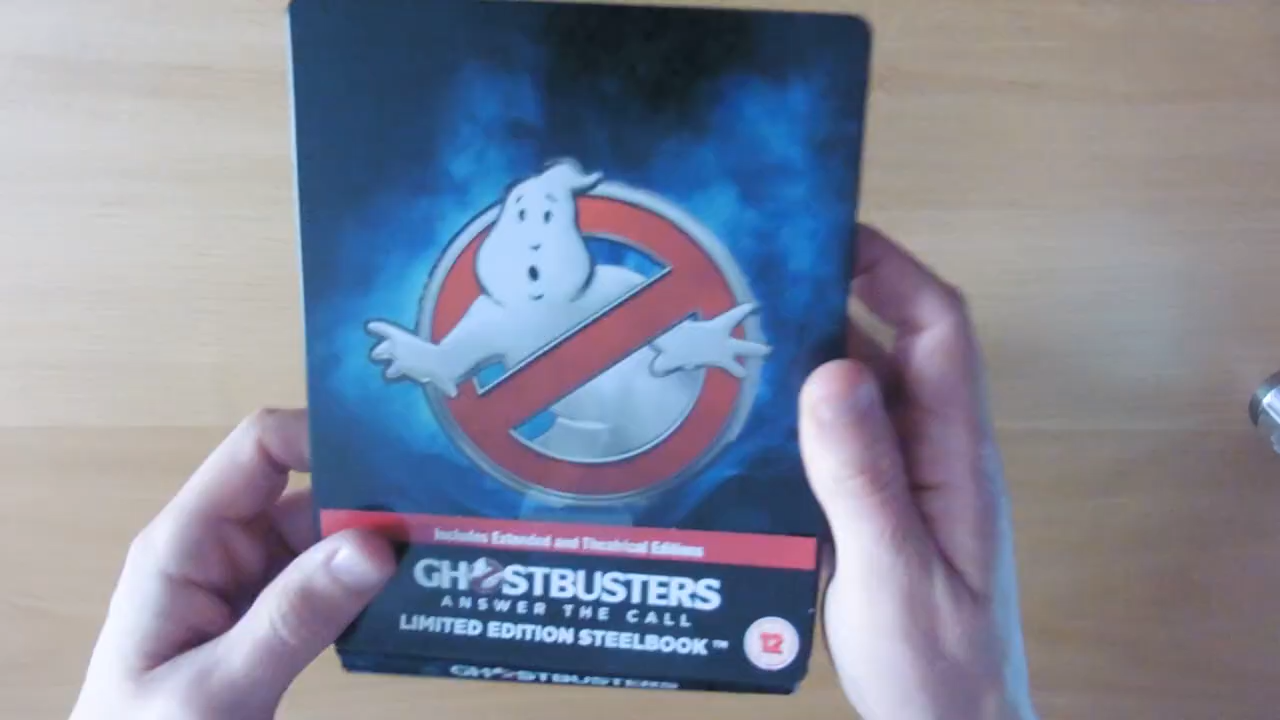 Includes Extended and Theatrical Editions
GHOSTBUSTERS
ANSWER THE CALL
LIMITED EDITION STEELBOOK™
12
GHOSTBUSTERS